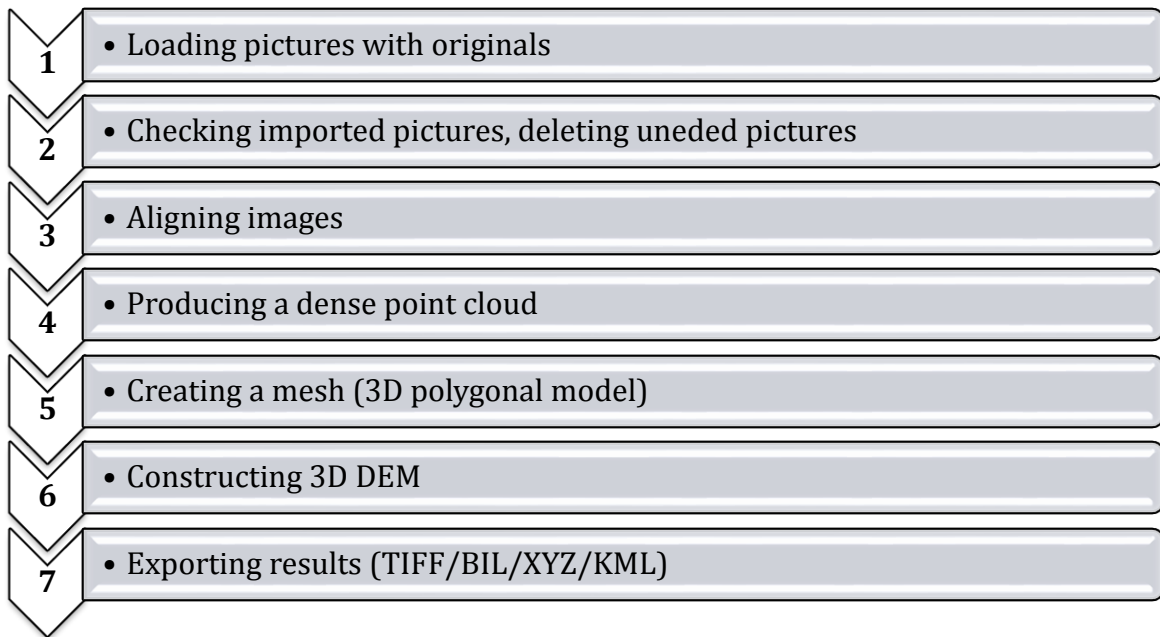 1 • Loading pictures with originals
2 • Checking imported pictures, deleting uneded pictures
3 • Aligning images
4 • Producing a dense point cloud
5 • Creating a mesh (3D polygonal model)
6 • Constructing 3D DEM
7 • Exporting results (TIFF/BIL/XYZ/KML)